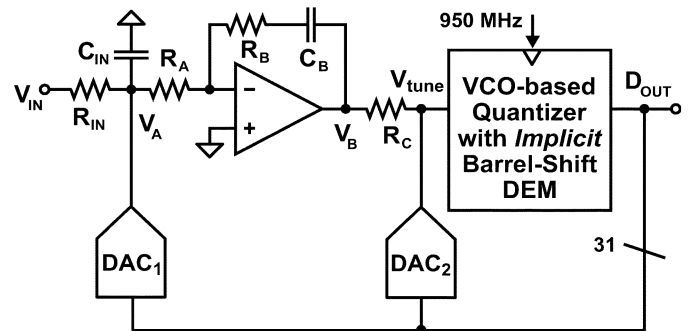 950 MHz
C_IN
R_A
R_B
C_B
V_IN
R_IN
V_A
−
+
V_B
R_C
V_tune
VCO-based
Quantizer
with Implicit
Barrel-Shift
DEM
D_OUT
DAC_1
DAC_2
31